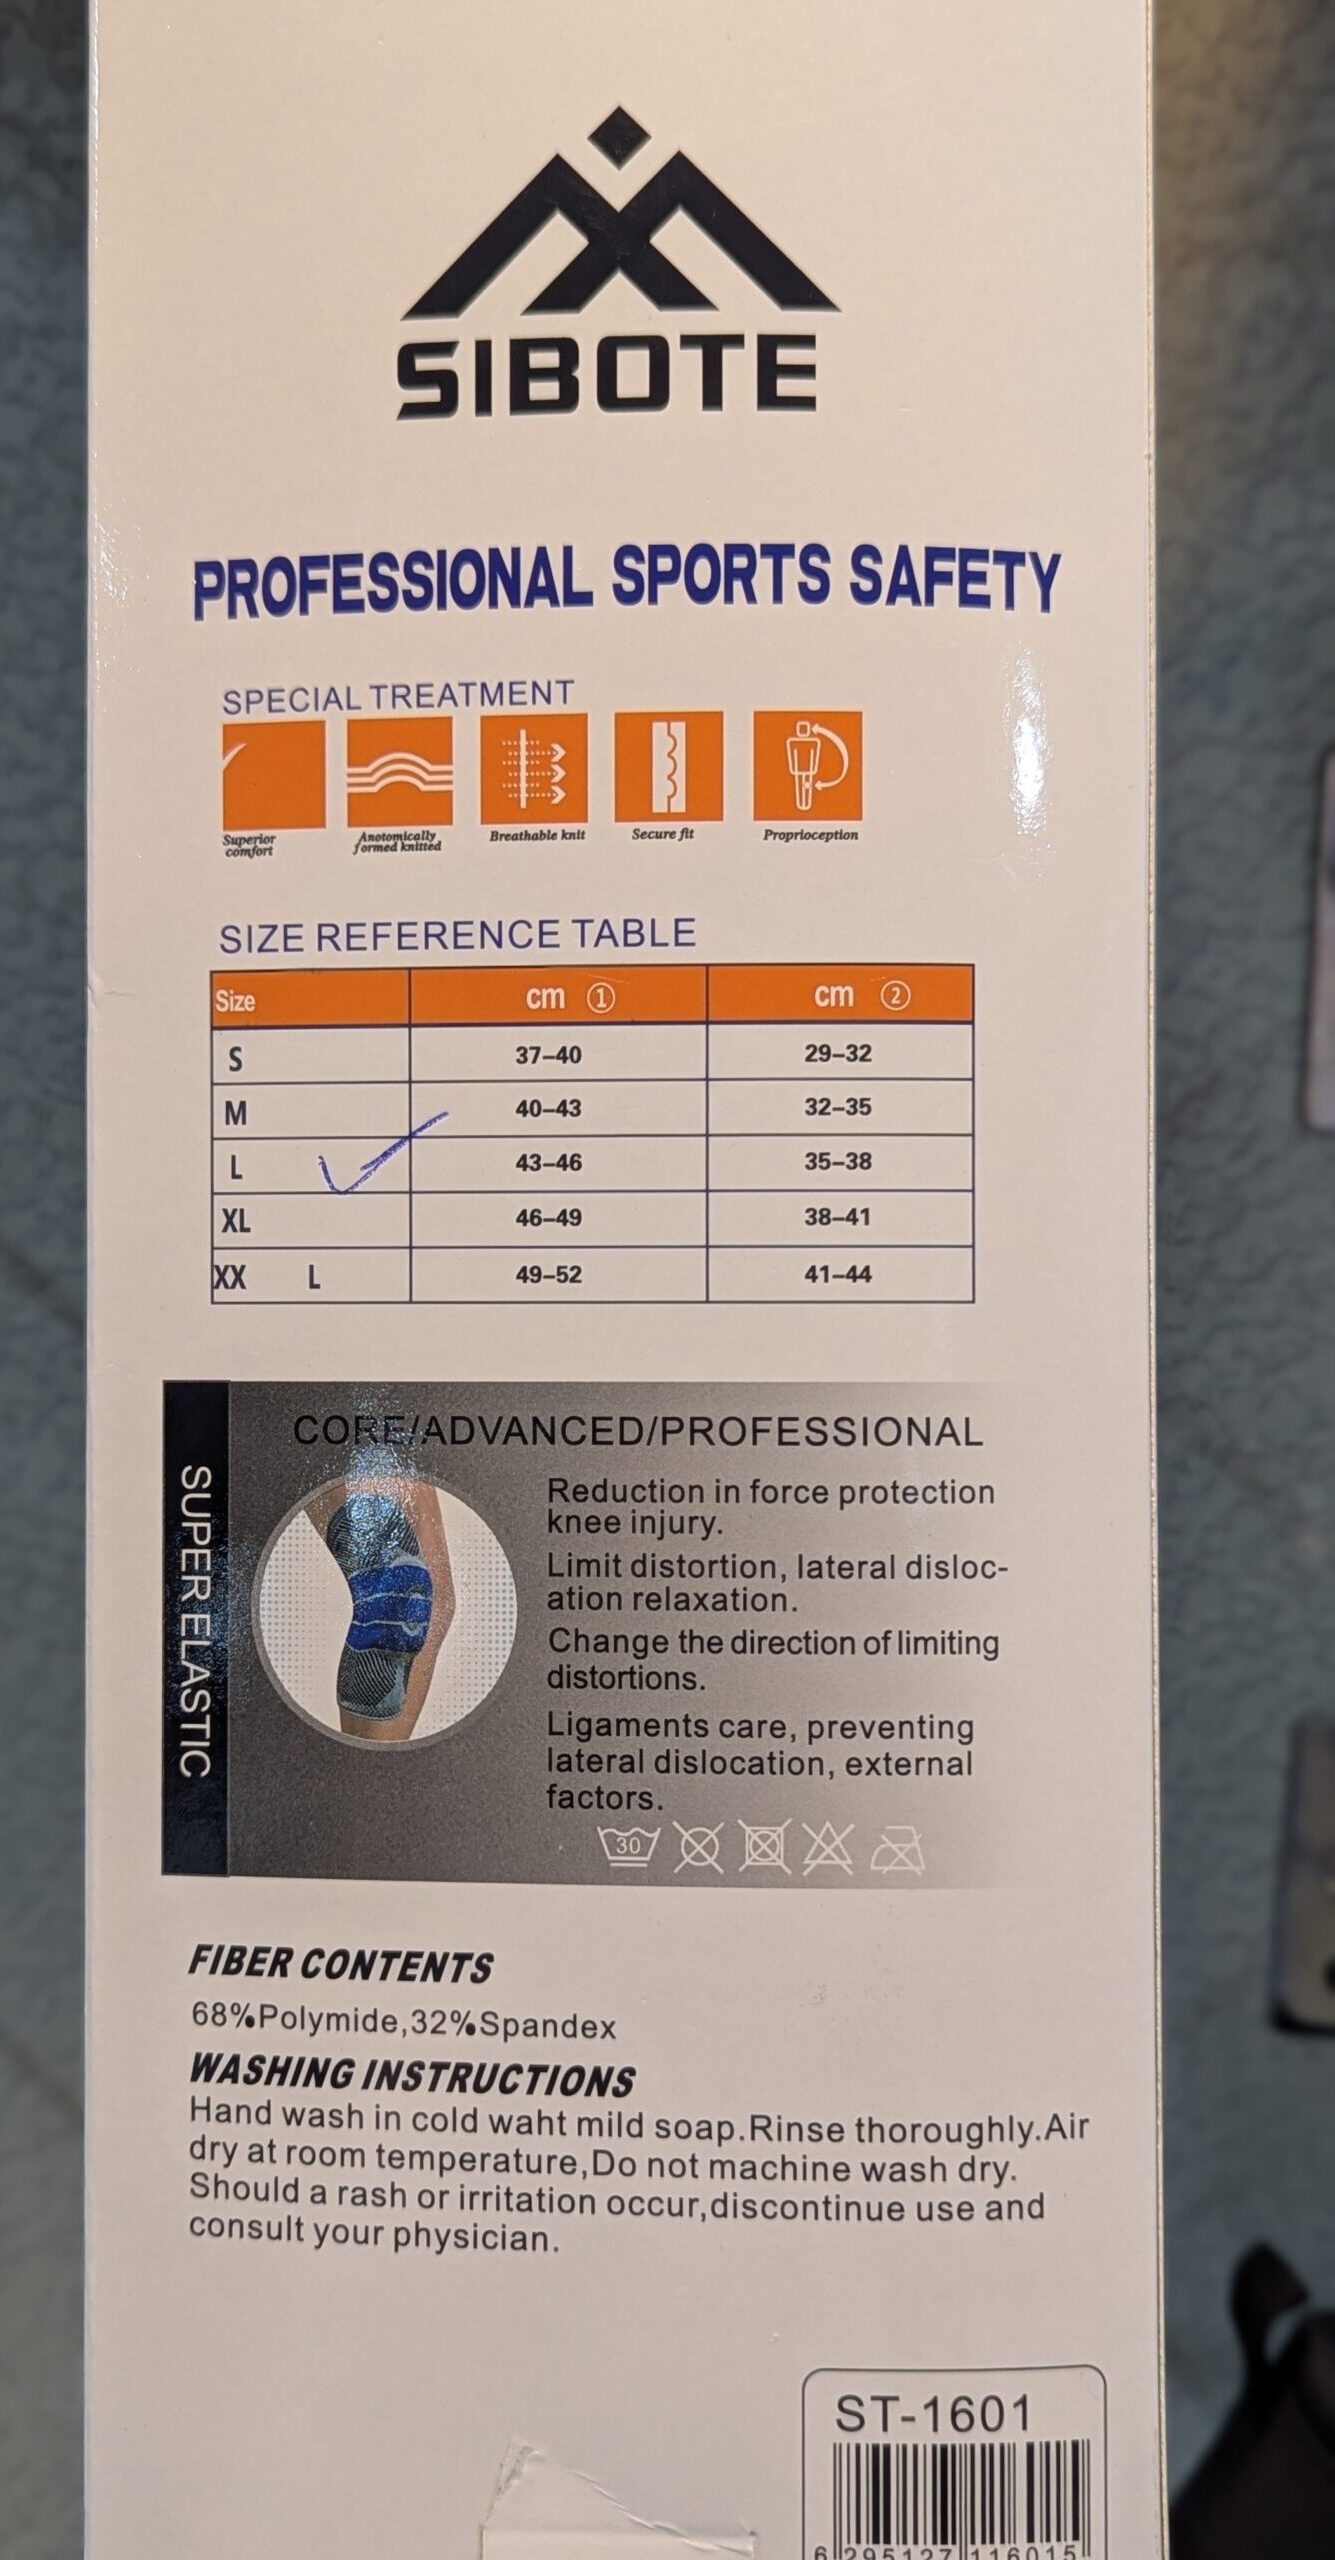 SIBOTE
PROFESSIONAL SPORTS SAFETY
SPECIAL TREATMENT
Superior
comfort
Anotomically
formed knitted
Breathable knit
Secure fit
Proprioception
SIZE REFERENCE TABLE
Size cm ① cm ②
S 37–40 29–32
M 40–43 32–35
L 43–46 35–38
XL 46–49 38–41
XX L 49–52 41–44
SUPER ELASTIC
CORE/ADVANCED/PROFESSIONAL
Reduction in force protection
knee injury.
Limit distortion, lateral disloc-
ation relaxation.
Change the direction of limiting
distortions.
Ligaments care, preventing
lateral dislocation, external
factors.
30
FIBER CONTENTS
68%Polymide,32%Spandex
WASHING INSTRUCTIONS
Hand wash in cold waht mild soap.Rinse thoroughly.Air
dry at room temperature,Do not machine wash dry.
Should a rash or irritation occur,discontinue use and
consult your physician.
ST-1601
6 295127 116015